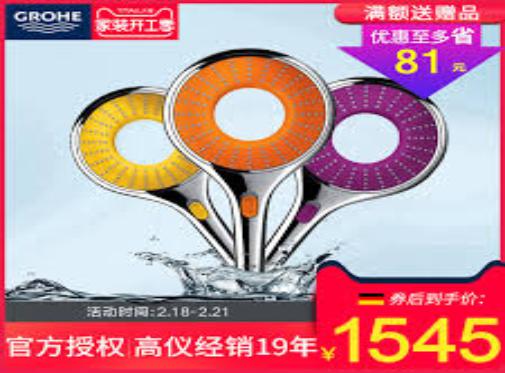 GROHE
家装开工季
满额送赠品
优惠至多省
81元
活动时间:2.18-2.21
券后到手价:
官方授权 高仪经销19年
¥1545